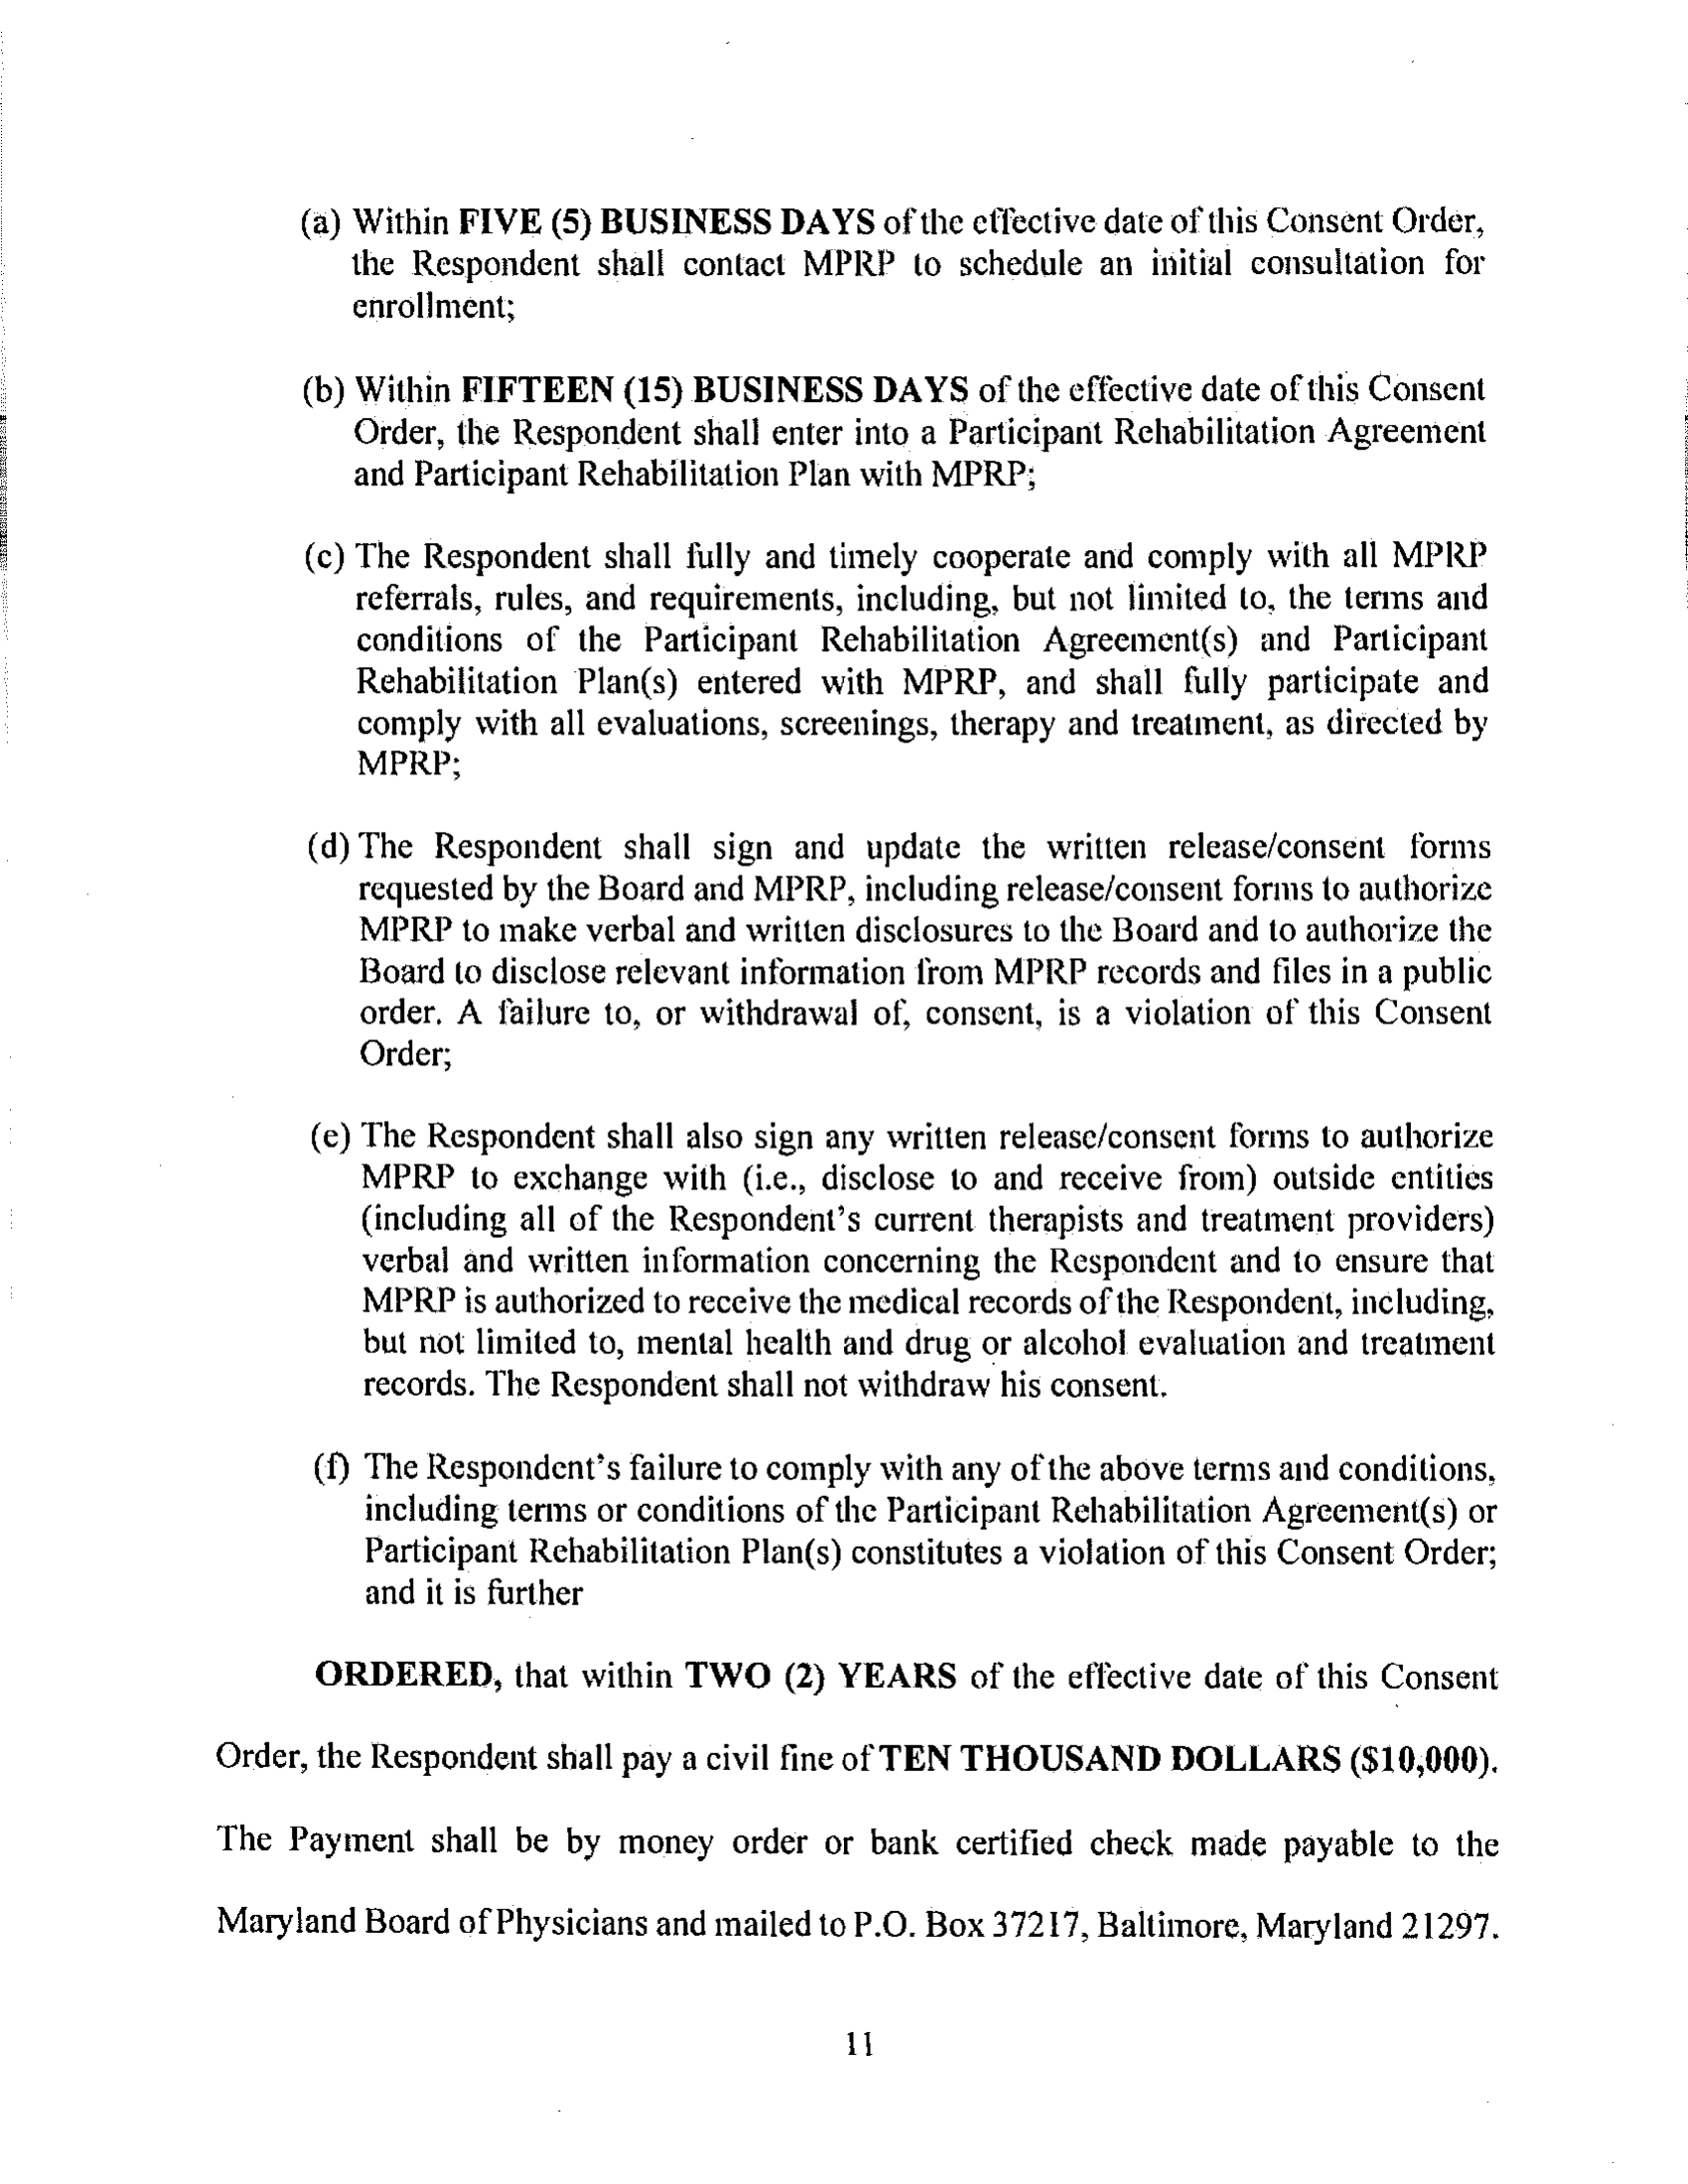 (a) Within FIVE (5) BUSINESS DAYS of the effective date of this Consent Order,
the Respondent shall contact MPRP to schedule an initial consultation for
enrollment;
(b) Within FIFTEEN (15) BUSINESS DAYS of the effective date of this Consent
Order, the Respondent shall enter into a Participant Rehabilitation Agreement
and Participant Rehabilitation Plan with MPRP;
(c) The Respondent shall fully and timely cooperate and comply with all MPRP
referrals, rules, and requirements, including, but not limited to, the terms and
conditions of the Participant Rehabilitation Agreement(s) and Participant
Rehabilitation Plan(s) entered with MPRP, and shall fully participate and
comply with all evaluations, screenings, therapy and treatment, as directed by
MPRP;
(d) The Respondent shall sign and update the written release/consent forms
requested by the Board and MPRP, including release/consent forms to authorize
MPRP to make verbal and written disclosures to the Board and to authorize the
Board to disclose relevant information from MPRP records and files in a public
order. A failure to, or withdrawal of, consent, is a violation of this Consent
Order;
(e) The Respondent shall also sign any written release/consent forms to authorize
MPRP to exchange with (i.e., disclose to and receive from) outside entities
(including all of the Respondent's current therapists and treatment providers)
verbal and written information concerning the Respondent and to ensure that
MPRP is authorized to receive the medical records of the Respondent, including,
but not limited to, mental health and drug or alcohol evaluation and treatment
records. The Respondent shall not withdraw his consent.
(f) The Respondent's failure to comply with any of the above terms and conditions,
including terms or conditions of the Participant Rehabilitation Agreement(s) or
Participant Rehabilitation Plan(s) constitutes a violation of this Consent Order;
and it is further
ORDERED, that within TWO (2) YEARS of the effective date of this Consent
Order, the Respondent shall pay a civil fine of TEN THOUSAND DOLLARS ($10,000).
The Payment shall be by money order or bank certified check made payable to the
Maryland Board of Physicians and mailed to P.O. Box 37217, Baltimore, Maryland 21297.
11